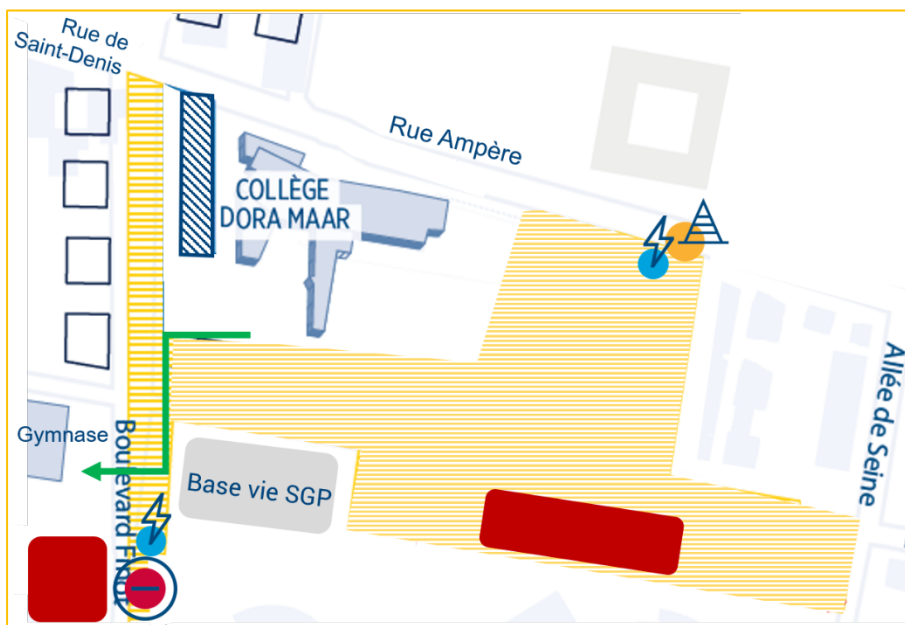 Rue de
Saint-Denis
Rue Ampère
COLLÈGE
DORA MAAR
Allée de Seine
Gymnase
Boulevard
Base vie SGP